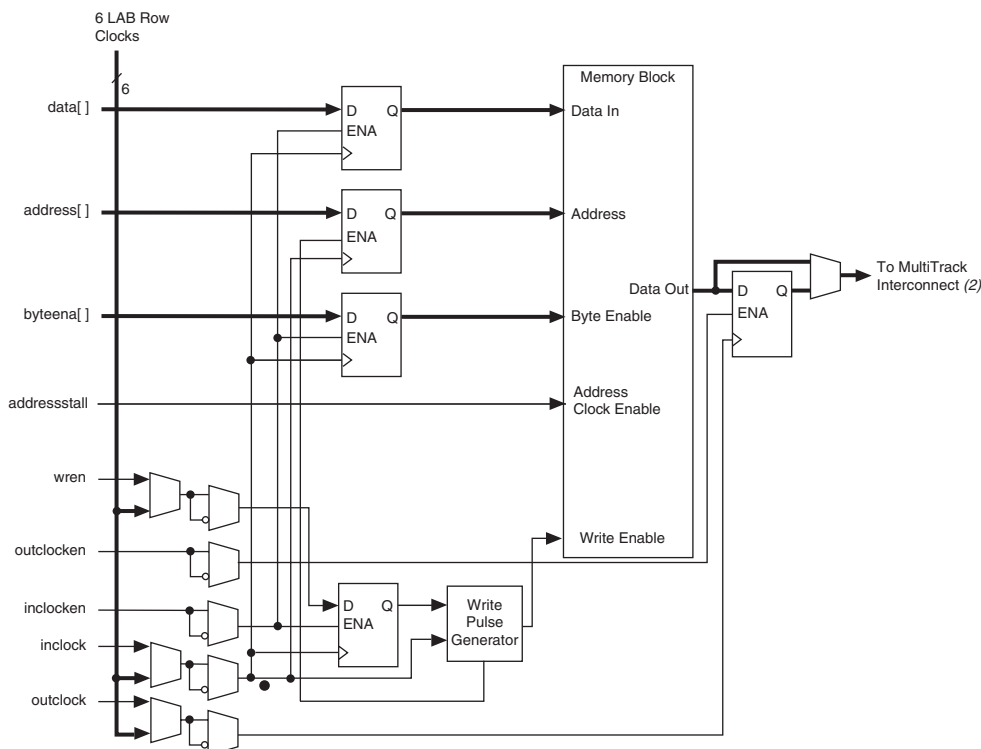 6 LAB Row
Clocks
6
data[ ]
D Q
ENA
Memory Block
Data In
address[ ]
D Q
ENA
Address
Data Out
D Q
ENA
To MultiTrack
Interconnect (2)
byteena[ ]
D Q
ENA
Byte Enable
addressstall
Address
Clock Enable
wren
outclocken
Write Enable
inclocken
D Q
ENA
Write
Pulse
Generator
inclock
outclock